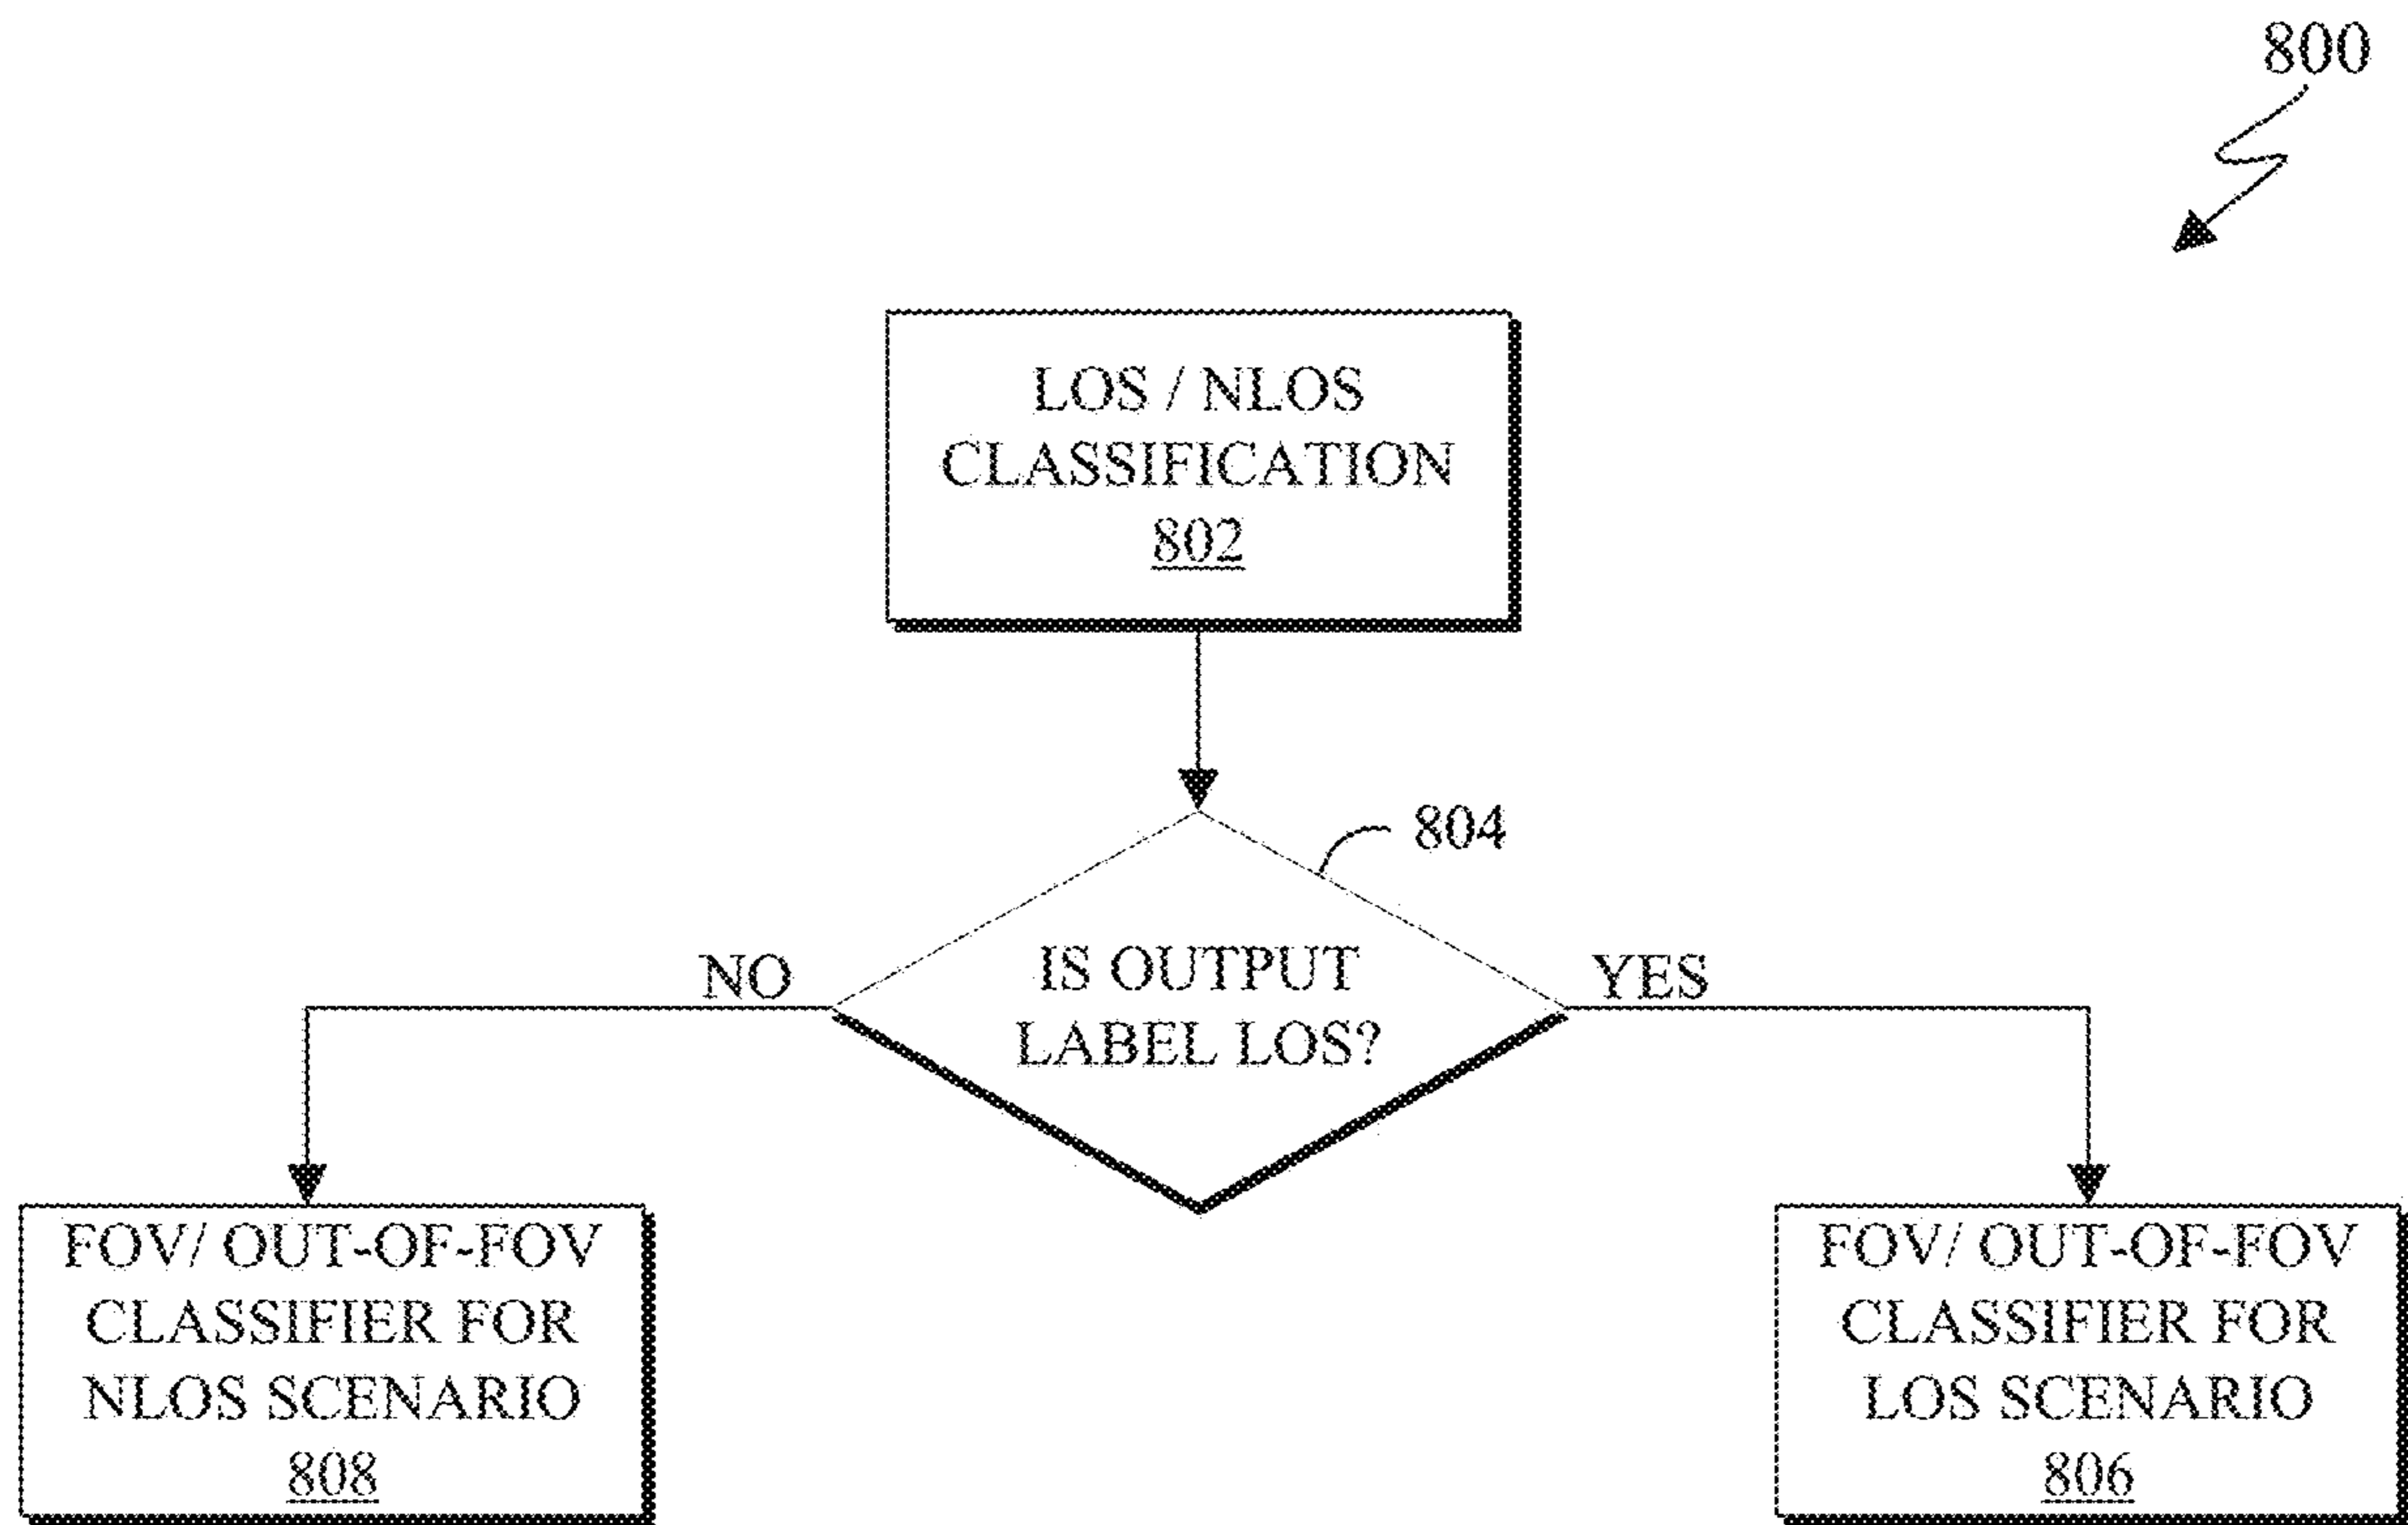 800
LOS / NLOS
CLASSIFICATION
802
804
IS OUTPUT
LABEL LOS?
NO
YES
FOV/ OUT-OF-FOV
CLASSIFIER FOR
NLOS SCENARIO
808
FOV/ OUT-OF-FOV
CLASSIFIER FOR
LOS SCENARIO
806